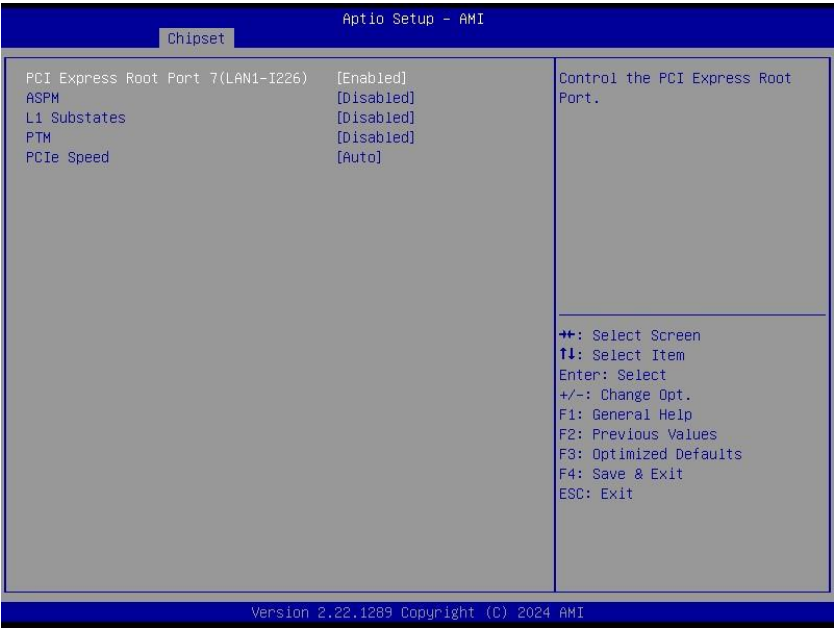 Aptio Setup - AMI
Chipset
PCI Express Root Port 7(LAN1-I226) [Enabled]
ASPM [Disabled]
L1 Substates [Disabled]
PTM [Disabled]
PCIe Speed [Auto]
Control the PCI Express Root
Port.
→←: Select Screen
↑↓: Select Item
Enter: Select
+/-: Change Opt.
F1: General Help
F2: Previous Values
F3: Optimized Defaults
F4: Save & Exit
ESC: Exit
Version 2.22.1289 Copyright (C) 2024 AMI